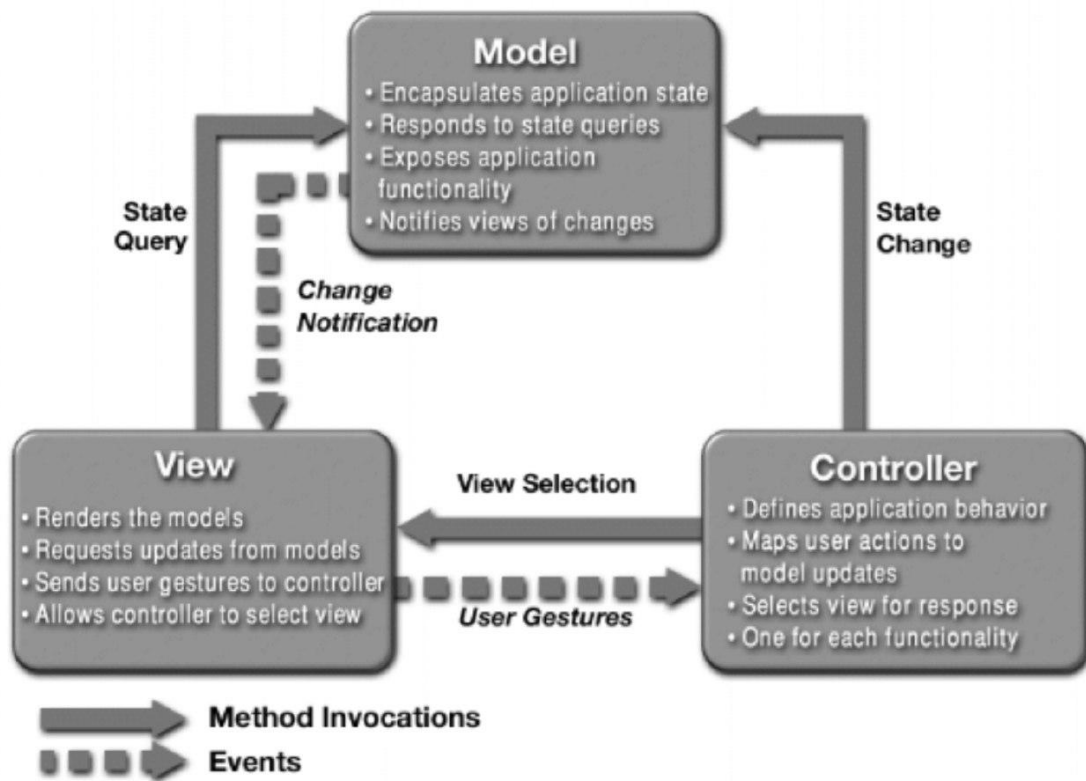 Model
• Encapsulates application state
• Responds to state queries
• Exposes application
functionality
• Notifies views of changes
State
Query
Change
Notification
State
Change
View
• Renders the models
• Requests updates from models
• Sends user gestures to controller
• Allows controller to select view
View Selection
User Gestures
Controller
• Defines application behavior
• Maps user actions to
model updates
• Selects view for response
• One for each functionality
Method Invocations
Events